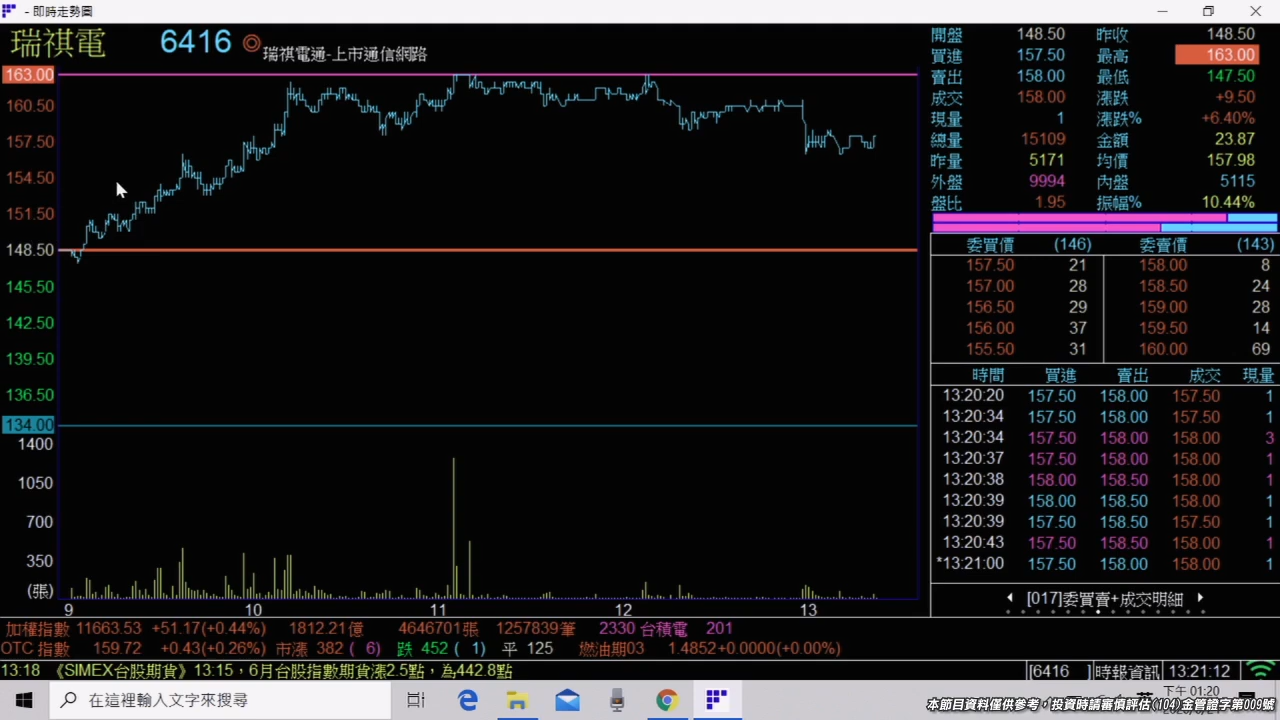 - 即時走勢圖
瑞祺電 6416 ◎ 瑞祺電通-上市通信網路
163.00
160.50
157.50
154.50
151.50
148.50
145.50
142.50
139.50
136.50
134.00
1400
1050
700
350
(張)
9 10 11 12 13
開盤 148.50 昨收 148.50
買進 157.50 最高 163.00
賣出 158.00 最低 147.50
成交 158.00 漲跌 +9.50
現量 1 漲跌% +6.40%
總量 15109 金額 23.87
昨量 5171 均價 157.98
外盤 9994 內盤 5115
盤比 1.95 振幅% 10.44%
委買價 (146) 委賣價 (143)
157.50 21 158.00 8
157.00 28 158.50 24
156.50 29 159.00 28
156.00 37 159.50 14
155.50 31 160.00 69
時間 買進 賣出 成交 現量
13:20:20 157.50 158.00 157.50 1
13:20:34 157.50 158.00 157.50 1
13:20:34 157.50 158.00 158.00 3
13:20:37 157.50 158.00 158.00 1
13:20:38 158.00 158.50 158.00 1
13:20:39 158.00 158.50 158.00 1
13:20:39 157.50 158.50 157.50 1
13:20:43 157.50 158.50 158.00 1
*13:21:00 157.50 158.00 158.00 1
[017]委買賣+成交明細
加權指數 11663.53 +51.17(+0.44%) 1812.21億 4646701張 1257839筆 2330 台積電 201
OTC 指數 159.72 +0.43(+0.26%) 市漲 382 ( 6) 跌 452 ( 1) 平 125 燃油期03 1.4852+0.0000(+0.00%)
13:18 《SIMEX台股期貨》13:15，6月台股指數期貨漲2.5點，為442.8點
[6416 ] 時報資訊 13:21:12
在這裡輸入文字來搜尋
下午 01:20
本節目資料僅供參考，投資時請審慎評估(104)金管證字第009號